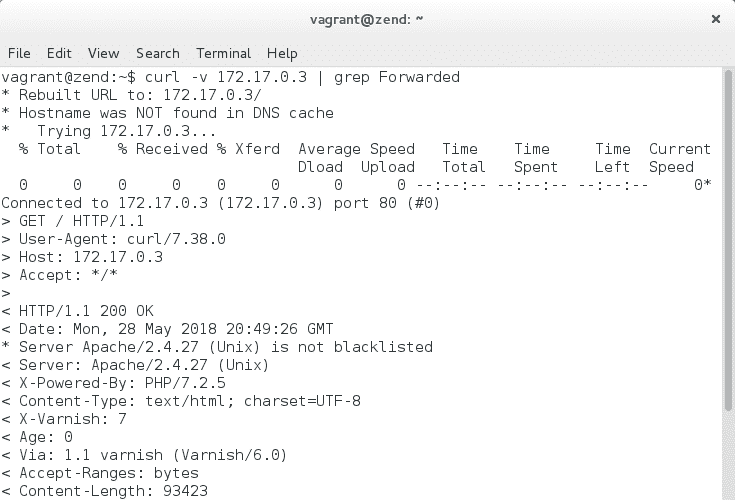 vagrant@zend: ~ ×
File Edit View Search Terminal Help
vagrant@zend:~$ curl -v 172.17.0.3 | grep Forwarded
* Rebuilt URL to: 172.17.0.3/
* Hostname was NOT found in DNS cache
*   Trying 172.17.0.3...
  % Total    % Received % Xferd  Average Speed   Time    Time     Time  Current
                                 Dload  Upload   Total   Spent    Left  Speed
  0     0    0     0    0     0      0      0 --:--:-- --:--:-- --:--:--     0*
Connected to 172.17.0.3 (172.17.0.3) port 80 (#0)
> GET / HTTP/1.1
> User-Agent: curl/7.38.0
> Host: 172.17.0.3
> Accept: */*
>
< HTTP/1.1 200 OK
< Date: Mon, 28 May 2018 20:49:26 GMT
* Server Apache/2.4.27 (Unix) is not blacklisted
< Server: Apache/2.4.27 (Unix)
< X-Powered-By: PHP/7.2.5
< Content-Type: text/html; charset=UTF-8
< X-Varnish: 7
< Age: 0
< Via: 1.1 varnish (Varnish/6.0)
< Accept-Ranges: bytes
< Content-Length: 93423